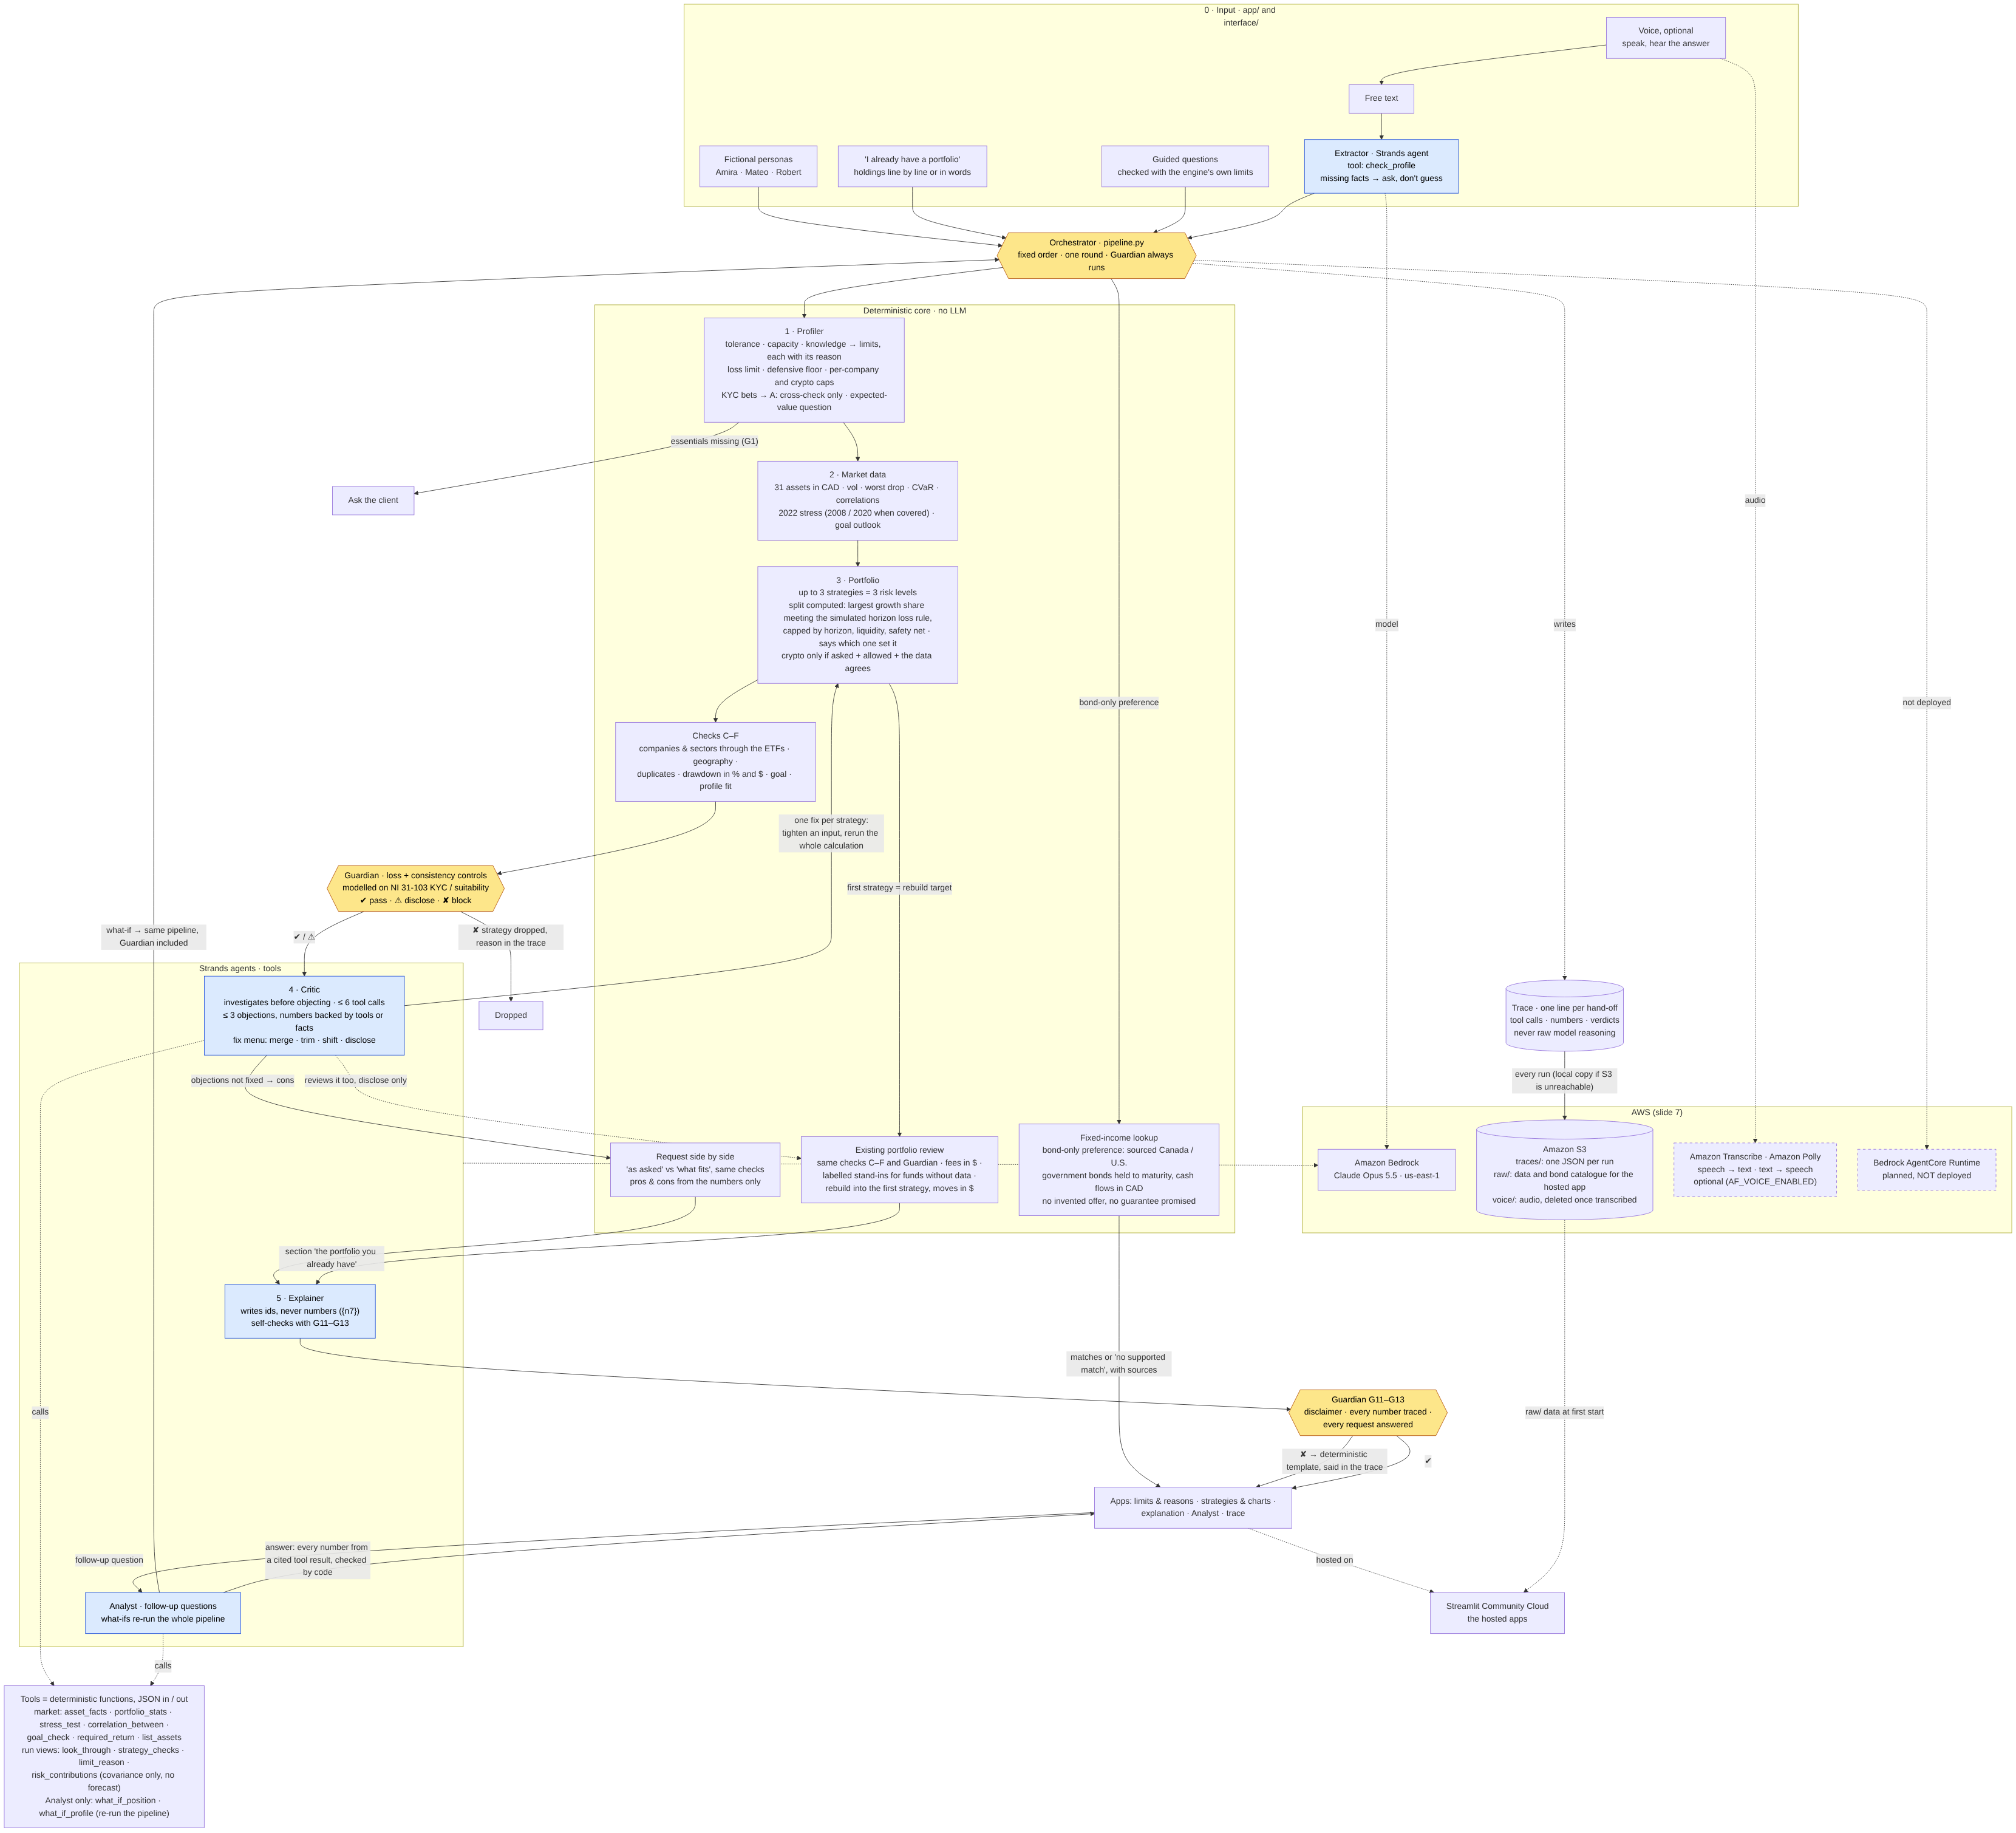 0 · Input · app/ and
interface/
Voice, optional
speak, hear the answer
Free text
Fictional personas
Amira · Mateo · Robert
'I already have a portfolio'
holdings line by line or in words
Guided questions
checked with the engine's own limits
Extractor · Strands agent
tool: check_profile
missing facts → ask, don't guess
Orchestrator · pipeline.py
fixed order · one round · Guardian always
runs
Deterministic core · no LLM
1 · Profiler
tolerance · capacity · knowledge → limits,
each with its reason
loss limit · defensive floor · per-company
and crypto caps
KYC bets → A: cross-check only · expected-
value question
essentials missing (G1)
Ask the client
2 · Market data
31 assets in CAD · vol · worst drop · CVaR ·
correlations
2022 stress (2008 / 2020 when covered) ·
goal outlook
audio
3 · Portfolio
up to 3 strategies = 3 risk levels
split computed: largest growth share
meeting the simulated horizon loss rule,
capped by horizon, liquidity, safety net ·
says which one set it
crypto only if asked + allowed + the data
agrees
model
writes
bond-only preference
not deployed
Checks C–F
companies & sectors through the ETFs ·
geography ·
duplicates · drawdown in % and $ · goal ·
profile fit
one fix per strategy:
tighten an input, rerun the
whole calculation
Guardian · loss + consistency controls
modelled on NI 31-103 KYC / suitability
✔ pass · ⚠ disclose · ✘ block
first strategy = rebuild target
what-if → same pipeline,
Guardian included
✔ / ⚠
✘ strategy dropped,
reason in the trace
Strands agents · tools
4 · Critic
investigates before objecting · ≤ 6 tool calls
≤ 3 objections, numbers backed by tools or
facts
fix menu: merge · trim · shift · disclose
Dropped
Trace · one line per hand-off
tool calls · numbers · verdicts
never raw model reasoning
objections not fixed → cons
reviews it too, disclose only
every run (local copy if S3
is unreachable)
AWS (slide 7)
Request side by side
'as asked' vs 'what fits', same checks
pros & cons from the numbers only
Existing portfolio review
same checks C–F and Guardian · fees in $ ·
labelled stand-ins for funds without data ·
rebuild into the first strategy, moves in $
Fixed-income lookup
bond-only preference: sourced Canada /
U.S.
government bonds held to maturity, cash
flows in CAD
no invented offer, no guarantee promised
Amazon Bedrock
Claude Opus 5.5 · us-east-1
Amazon S3
traces/: one JSON per run
raw/: data and bond catalogue for the
hosted app
voice/: audio, deleted once transcribed
Amazon Transcribe · Amazon Polly
speech → text · text → speech
optional (AF_VOICE_ENABLED)
Bedrock AgentCore Runtime
planned, NOT deployed
section 'the portfolio you
already have'
5 · Explainer
writes ids, never numbers ({n7})
self-checks with G11–G13
matches or 'no supported
match', with sources
calls
Guardian G11–G13
disclaimer · every number traced ·
every request answered
raw/ data at first start
✘ → deterministic
template, said in the trace
✔
Apps: limits & reasons · strategies & charts ·
explanation · Analyst · trace
follow-up question
answer: every number from
a cited tool result, checked
by code
hosted on
Analyst · follow-up questions
what-ifs re-run the whole pipeline
Streamlit Community Cloud
the hosted apps
calls
Tools = deterministic functions, JSON in / out
market: asset_facts · portfolio_stats ·
stress_test · correlation_between ·
goal_check · required_return · list_assets
run views: look_through · strategy_checks ·
limit_reason ·
risk_contributions (covariance only, no
forecast)
Analyst only: what_if_position ·
what_if_profile (re-run the pipeline)